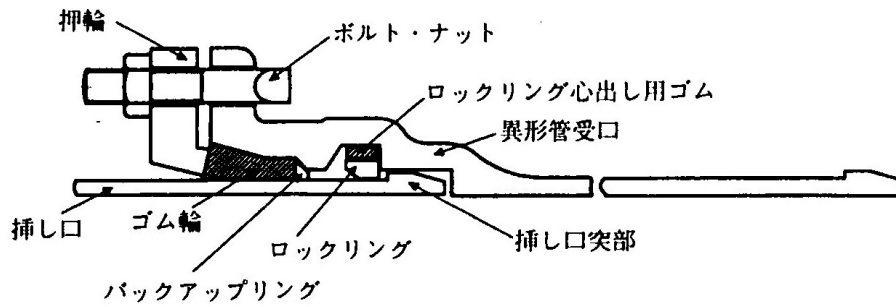 押輪
ボルト・ナット
ロックリング心出し用ゴム
異形管受口
挿し口
ゴム輪
ロックリング
挿し口突部
バックアップリング